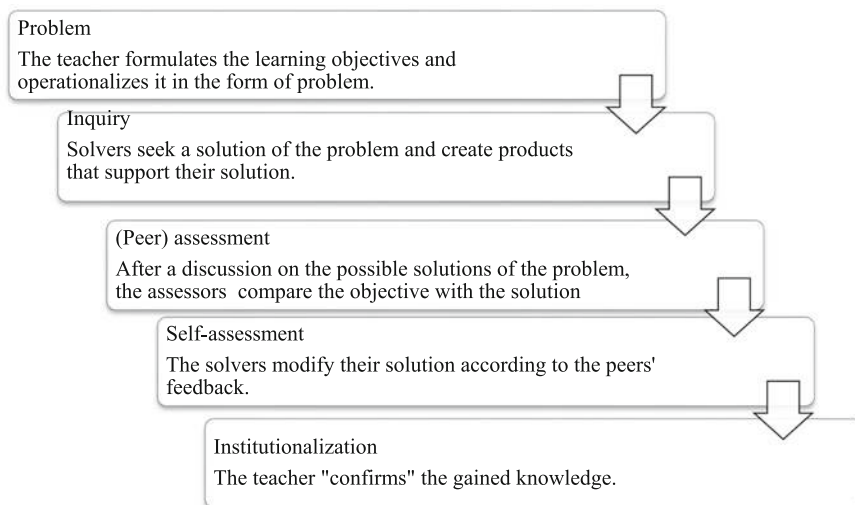 Problem
The teacher formulates the learning objectives and
operationalizes it in the form of problem.
Inquiry
Solvers seek a solution of the problem and create products
that support their solution.
(Peer) assessment
After a discussion on the possible solutions of the problem,
the assessors compare the objective with the solution
Self-assessment
The solvers modify their solution according to the peers'
feedback.
Institutionalization
The teacher "confirms" the gained knowledge.